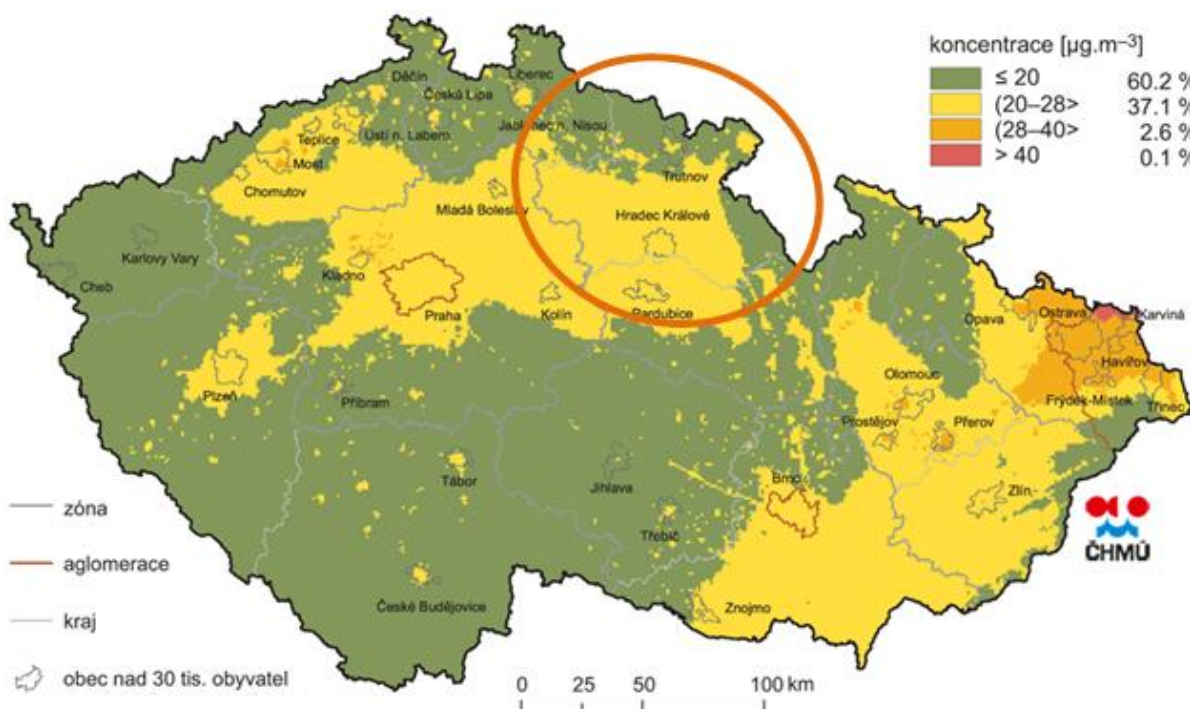 koncentrace [µg.m⁻³]
≤ 20 60.2 %
(20–28> 37.1 %
(28–40> 2.6 %
> 40 0.1 %
Děčín
Liberec
Česká Lípa
Jablonec n. Nisou
Teplice
Ústí n. Labem
Most
Chomutov
Trutnov
Mladá Boleslav
Hradec Králové
Karlovy Vary
Kladno
Cheb
Praha
Kolín
Pardubice
Opava
Ostrava
Karviná
Havířov
Plzeň
Olomouc
Příbram
Frýdek-Místek
Třinec
Prostějov
Přerov
Tábor
Jihlava
Brno
Zlín
Třebíč
ČHMÚ
České Budějovice
Znojmo
zóna
aglomerace
kraj
obec nad 30 tis. obyvatel
0 25 50 100 km